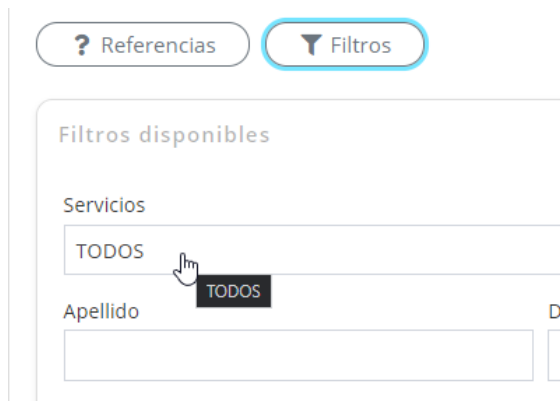 ? Referencias
Filtros
Filtros disponibles
Servicios
TODOS
TODOS
Apellido
D